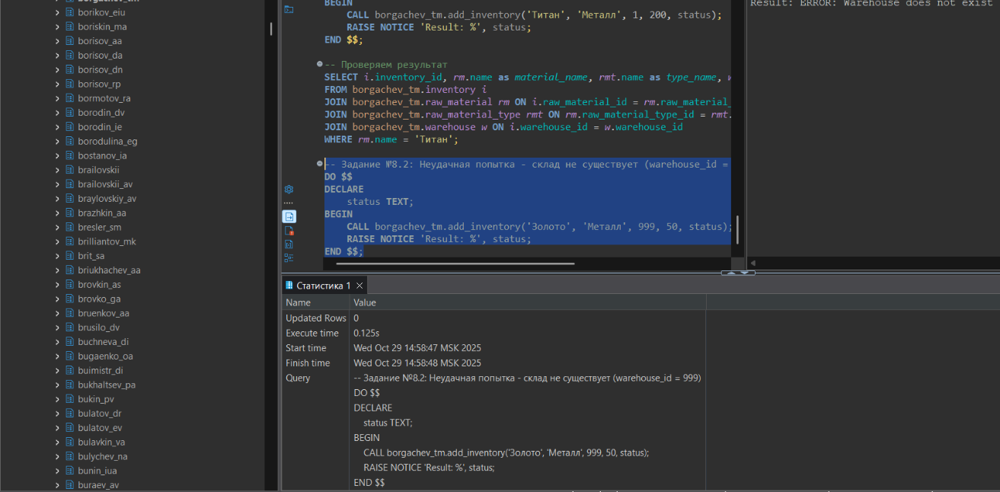 borikov_eiu
boriskin_ma
borisov_aa
borisov_da
borisov_dn
borisov_rp
bormotov_ra
borodin_dv
borodin_ie
borodulina_eg
bostanov_ia
brailovskii
brailovskii_av
braylovskiy_av
brazhkin_aa
bresler_sm
brilliantov_mk
brit_sa
briukhachev_aa
brovkin_as
brovko_ga
bruenkov_aa
brusilo_dv
buchneva_di
bugaenko_oa
buimistr_di
bukhaltsev_pa
bukin_pv
bulatov_dr
bulatov_ev
bulavkin_va
bulychev_na
bunin_iua
buraev_av
BEGIN
CALL borgachev_tm.add_inventory('Титан', 'Металл', 1, 200, status);
RAISE NOTICE 'Result: %', status;
END $$;
-- Проверяем результат
SELECT i.inventory_id, rm.name as material_name, rmt.name as type_name,
FROM borgachev_tm.inventory i
JOIN borgachev_tm.raw_material rm ON i.raw_material_id = rm.raw_material_
JOIN borgachev_tm.raw_material_type rmt ON rm.raw_material_type_id = rmt.
JOIN borgachev_tm.warehouse w ON i.warehouse_id = w.warehouse_id
WHERE rm.name = 'Титан';
-- Задание №8.2: Неудачная попытка - склад не существует (warehouse_id =
DO $$
DECLARE
status TEXT;
BEGIN
CALL borgachev_tm.add_inventory('Золото', 'Металл', 999, 50, status);
RAISE NOTICE 'Result: %', status;
END $$;
Result: ERROR: Warehouse does not exist
Статистика 1
Name Value
Updated Rows 0
Execute time 0.125s
Start time Wed Oct 29 14:58:47 MSK 2025
Finish time Wed Oct 29 14:58:48 MSK 2025
Query -- Задание №8.2: Неудачная попытка - склад не существует (warehouse_id = 999)
DO $$
DECLARE
status TEXT;
BEGIN
CALL borgachev_tm.add_inventory('Золото', 'Металл', 999, 50, status);
RAISE NOTICE 'Result: %', status;
END $$